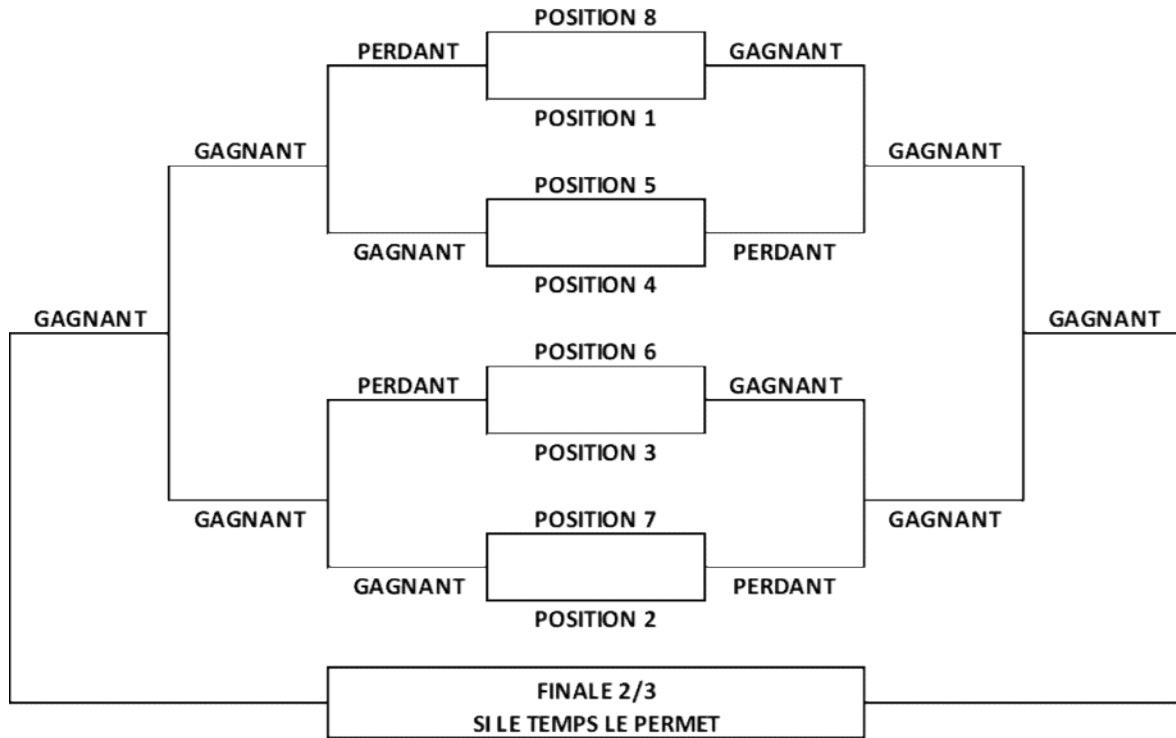 POSITION 8
PERDANT
GAGNANT
POSITION 1
GAGNANT
GAGNANT
POSITION 5
GAGNANT
PERDANT
POSITION 4
GAGNANT
GAGNANT
POSITION 6
PERDANT
GAGNANT
POSITION 3
GAGNANT
POSITION 7
GAGNANT
GAGNANT
PERDANT
POSITION 2
FINALE 2/3
SI LE TEMPS LE PERMET